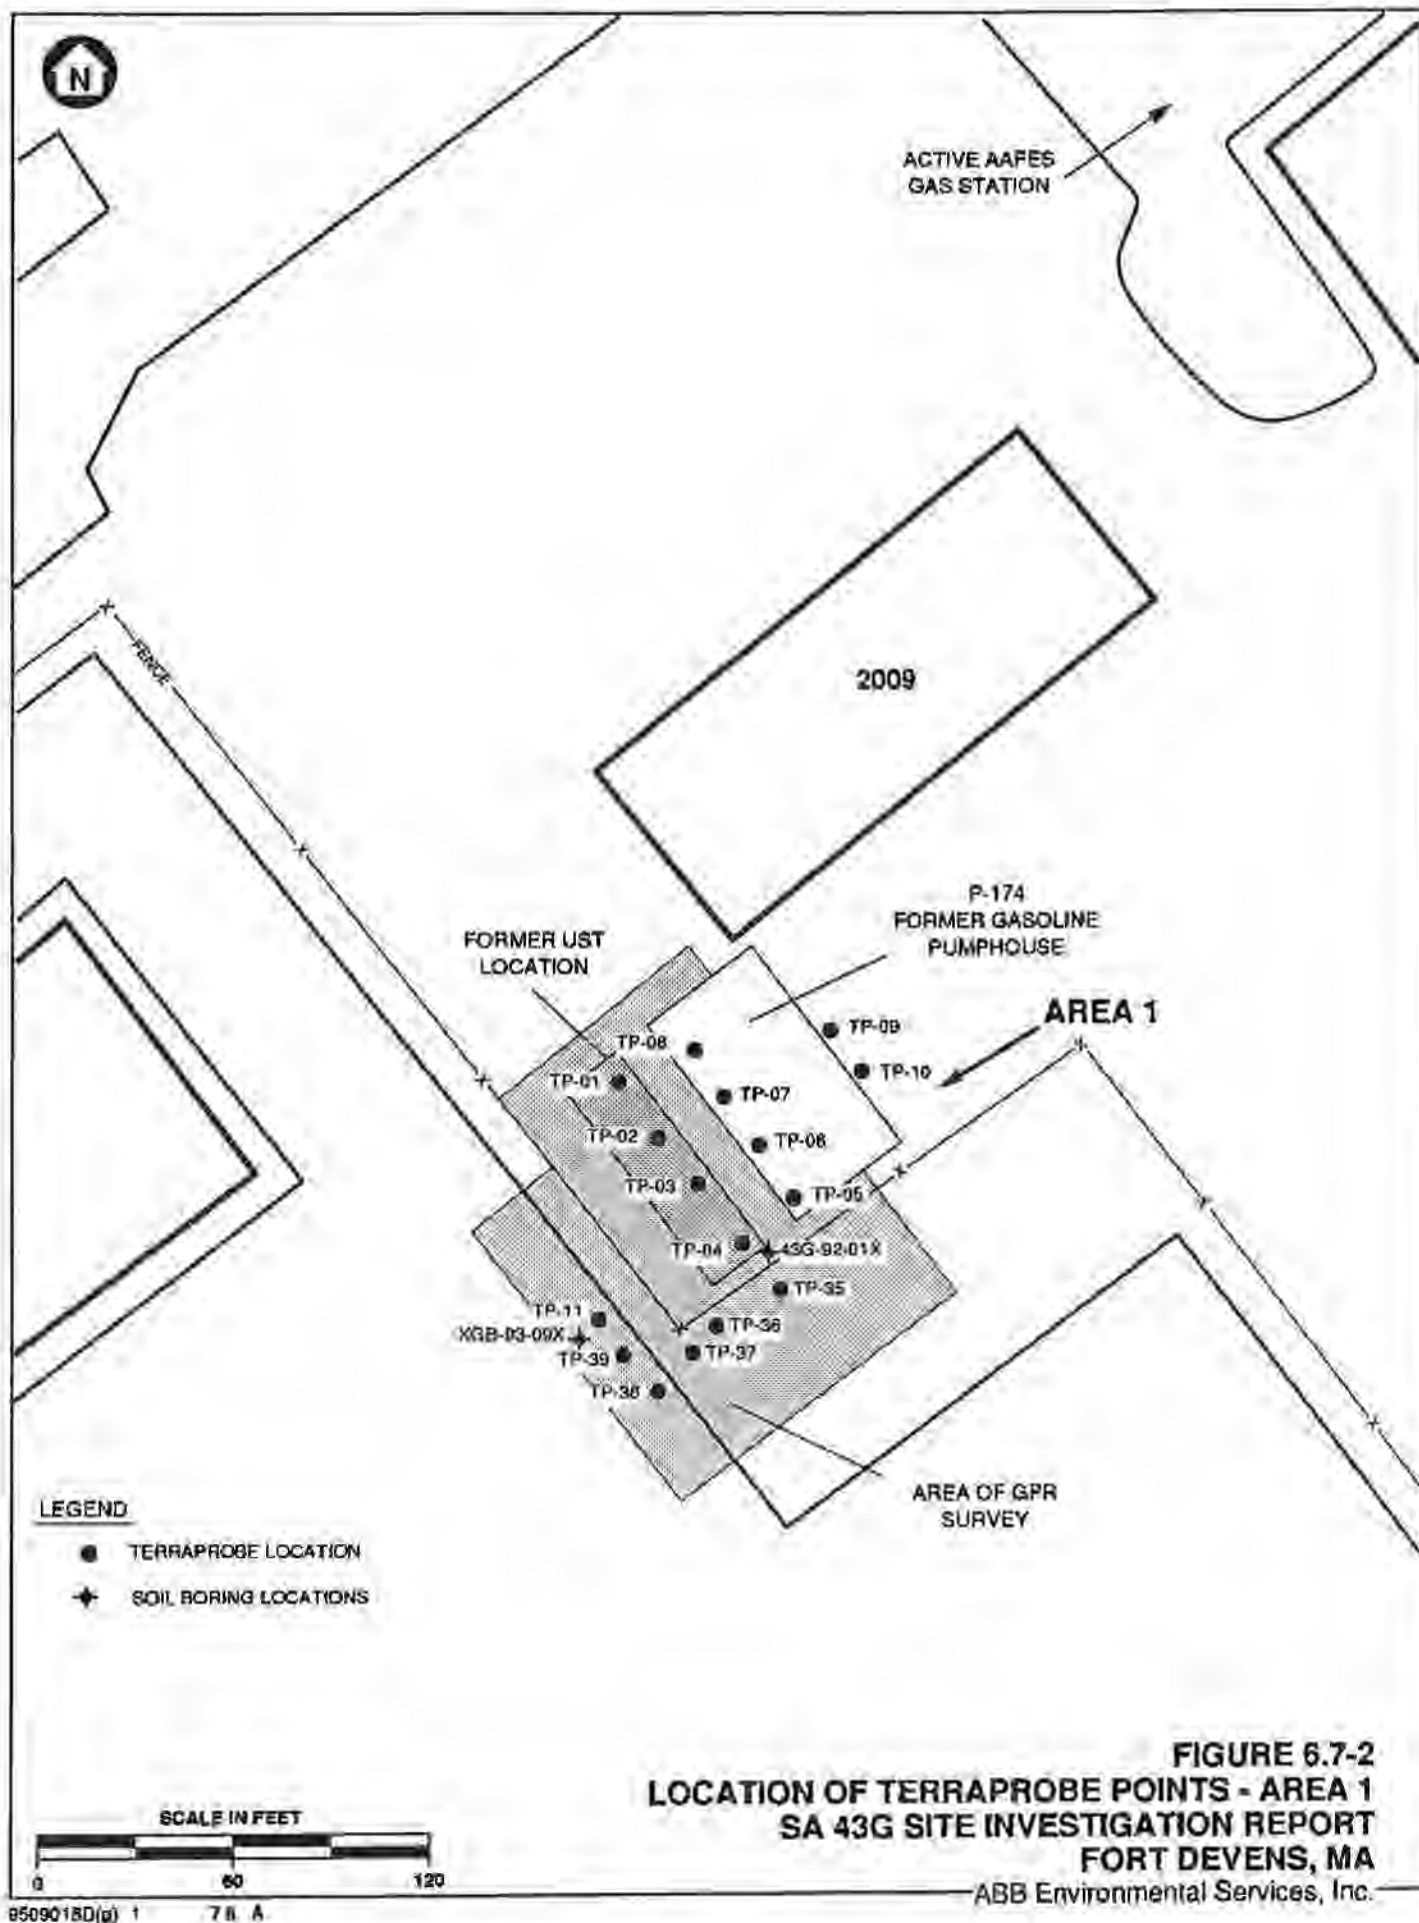 N
ACTIVE AAFES
GAS STATION
FENCE
2009
P-174
FORMER GASOLINE
PUMPHOUSE
FORMER UST
LOCATION
AREA 1
TP-09
TP-08
TP-10
TP-01
TP-07
TP-02
TP-06
TP-03
TP-05
TP-04
43G-92-01X
TP-35
TP-11
TP-36
XGB-93-09X
TP-39
TP-37
TP-38
AREA OF GPR
SURVEY
LEGEND
TERRAPROBE LOCATION
SOIL BORING LOCATIONS
FIGURE 6.7-2
LOCATION OF TERRAPROBE POINTS - AREA 1
SA 43G SITE INVESTIGATION REPORT
FORT DEVENS, MA
ABB Environmental Services, Inc.
SCALE IN FEET
0 60 120
9509018D(g) 1